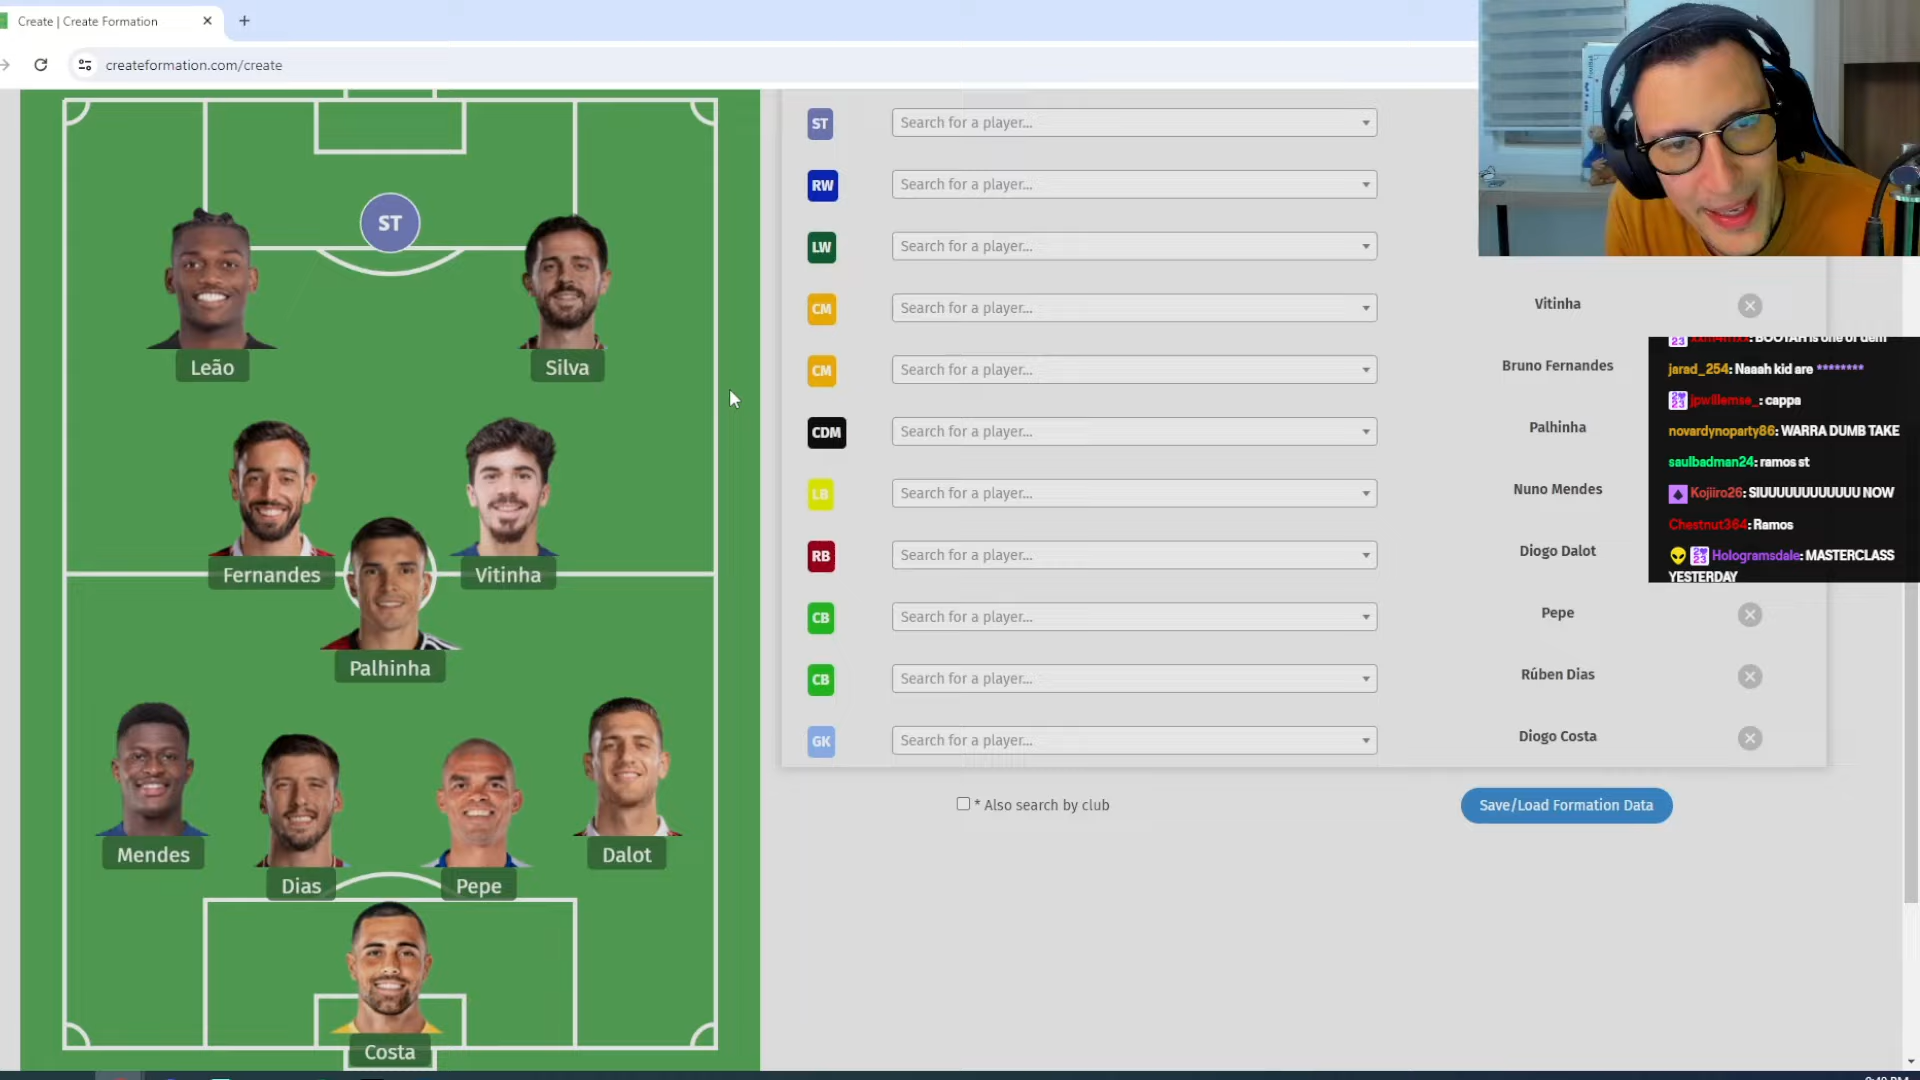 Create | Create Formation
createformation.com/create
ST
Leão
Silva
Fernandes
Vitinha
Palhinha
Mendes
Dalot
Dias
Pepe
Costa
ST Search for a player...
RW Search for a player...
LW Search for a player...
CM Search for a player... Vitinha
CM Search for a player... Bruno Fernandes
CDM Search for a player... Palhinha
LB Search for a player... Nuno Mendes
RB Search for a player... Diogo Dalot
CB Search for a player... Pepe
CB Search for a player... Rúben Dias
GK Search for a player... Diogo Costa
* Also search by club
Save/Load Formation Data
jarad_254: Naaah kid are ********
jpwillemse_: cappa
novardynoparty86: WARRA DUMB TAKE
saulbadman24: ramos st
Kojiiro26: SIUUUUUUUUUUUU NOW
Chestnut364: Ramos
Hologramsdale: MASTERCLASS
YESTERDAY